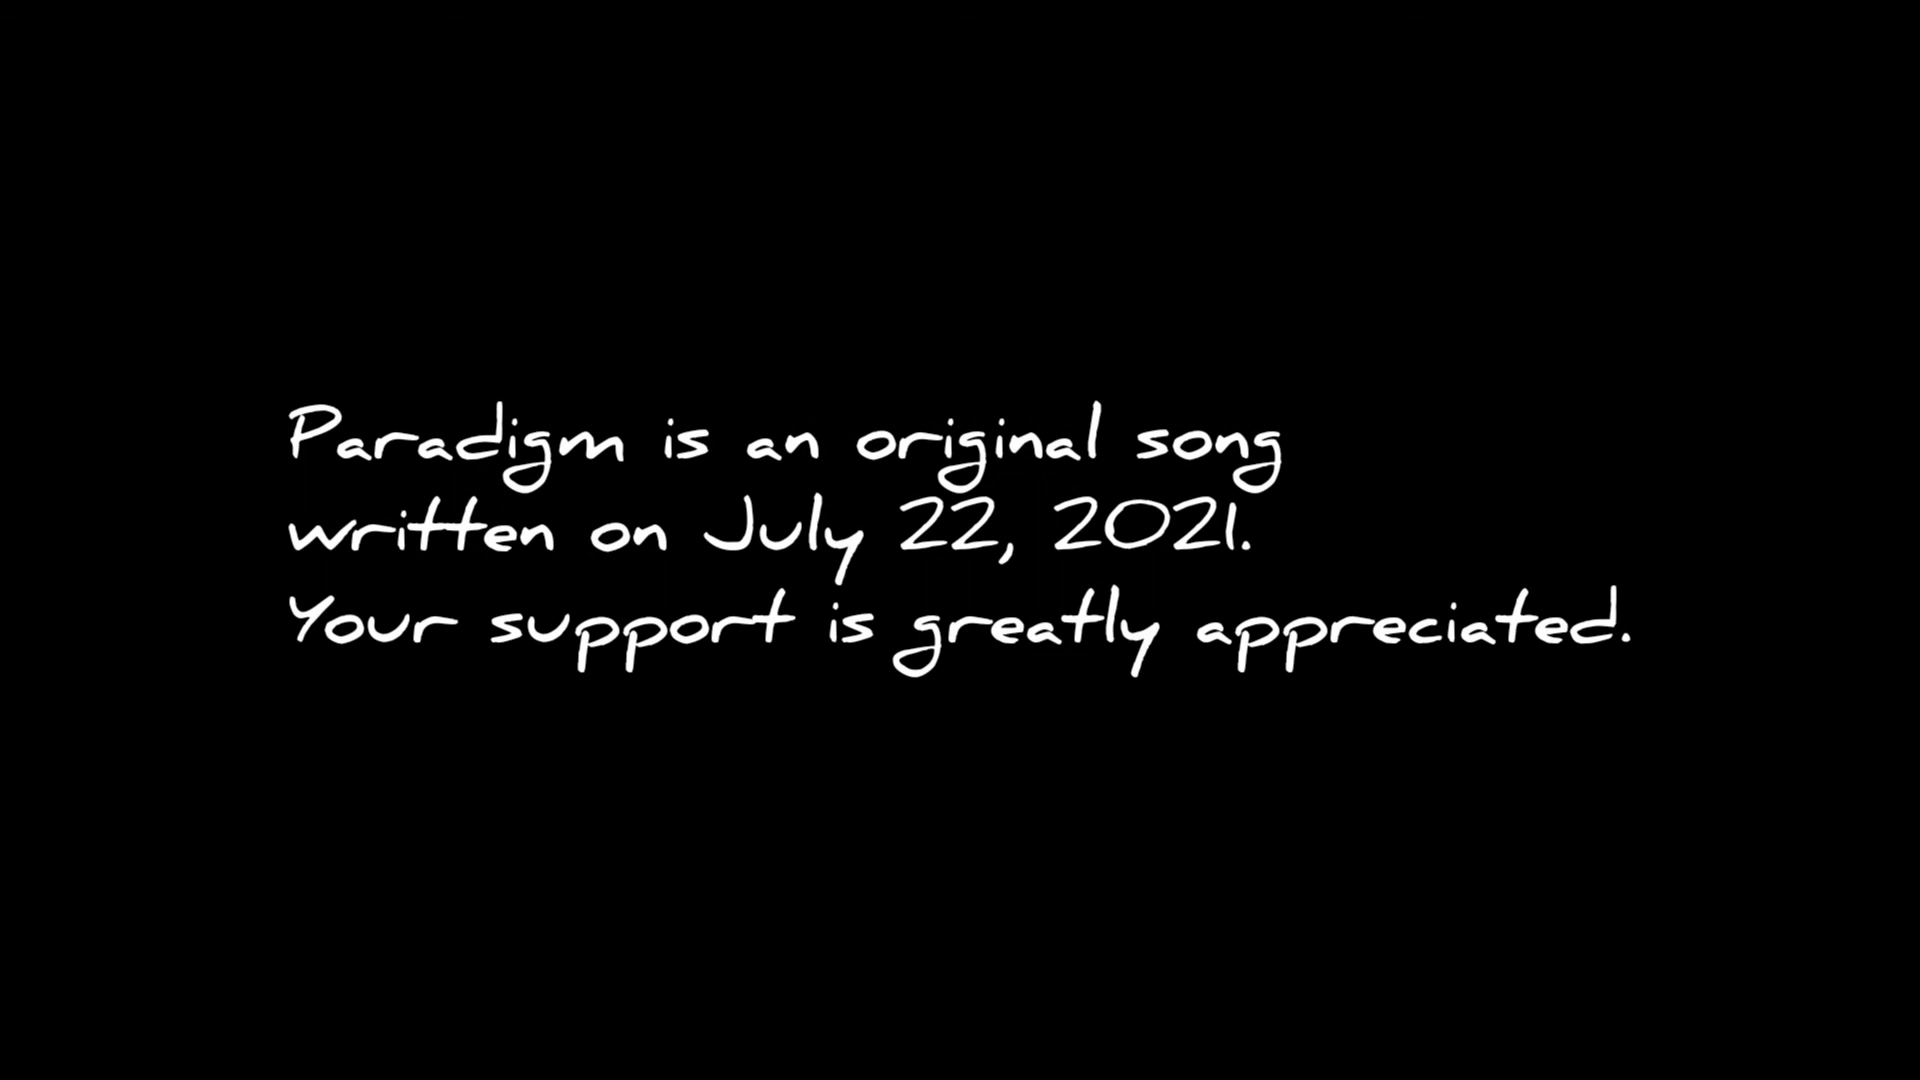 Paradigm is an original song
written on July 22, 2021.
Your support is greatly appreciated.